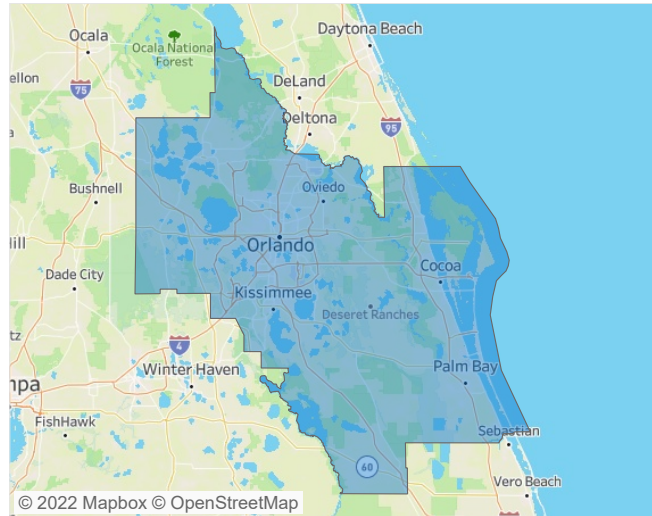 Daytona Beach
Ocala
Ocala National
Forest
75
DeLand
Deltona
95
Bushnell
Oviedo
Orlando
Cocoa
Dade City
Kissimmee
Deseret Ranches
4
Winter Haven
Palm Bay
FishHawk
Sebastian
60
Vero Beach
© 2022 Mapbox © OpenStreetMap